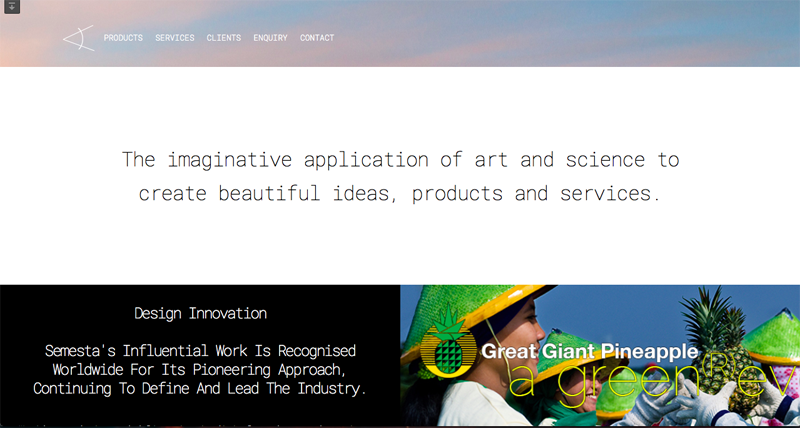 PRODUCTS SERVICES CLIENTS ENQUIRY CONTACT
The imaginative application of art and science to
create beautiful ideas, products and services.
Design Innovation
Semesta's Influential Work Is Recognised
Worldwide For Its Pioneering Approach,
Continuing To Define And Lead The Industry.
Great Giant Pineapple
a green ev